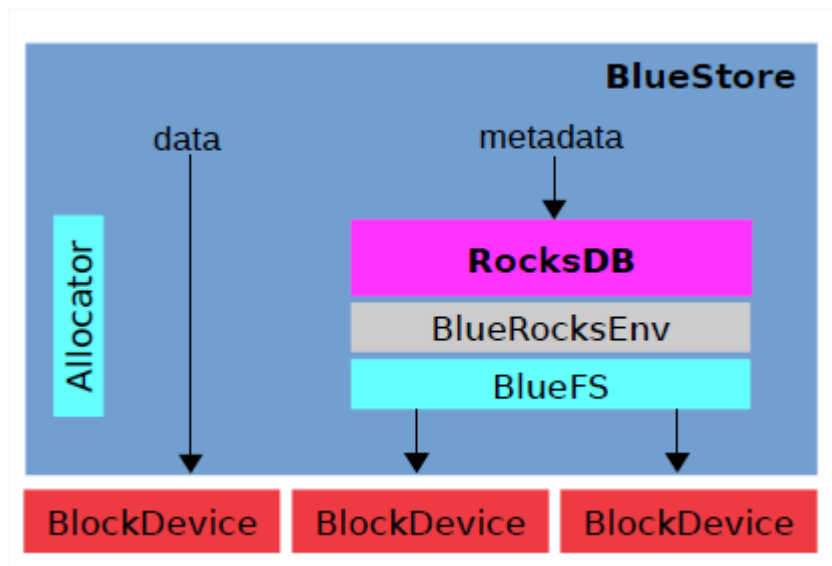 BlueStore
data
metadata
Allocator
RocksDB
BlueRocksEnv
BlueFS
BlockDevice
BlockDevice
BlockDevice